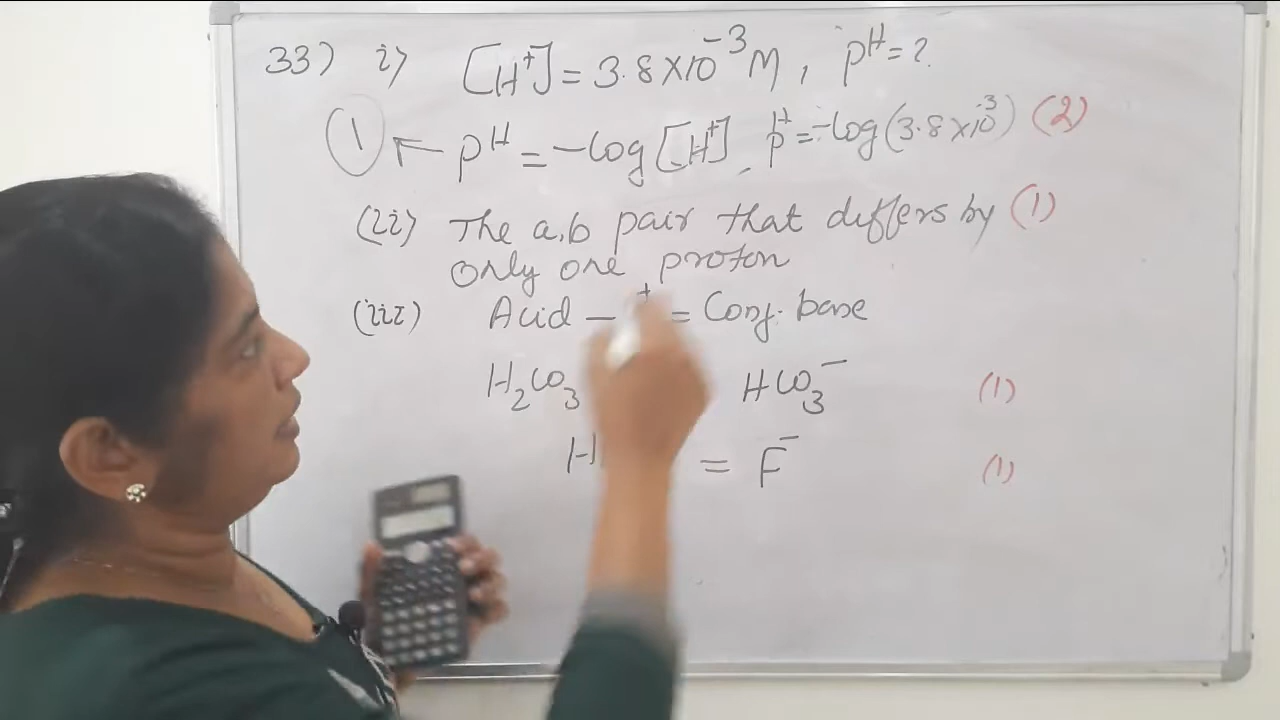 33) i) [H⁺] = 3.8×10⁻³ M, pH = ?
(1) ← pH = -log [H⁺], pH = -log(3.8×10⁻³) (2)
(ii) The a,b pair that differs by (1)
only one proton
(iii) Acid - ⁺ = Conj. base
H₂CO₃ HCO₃⁻ (1)
H = F⁻ (1)